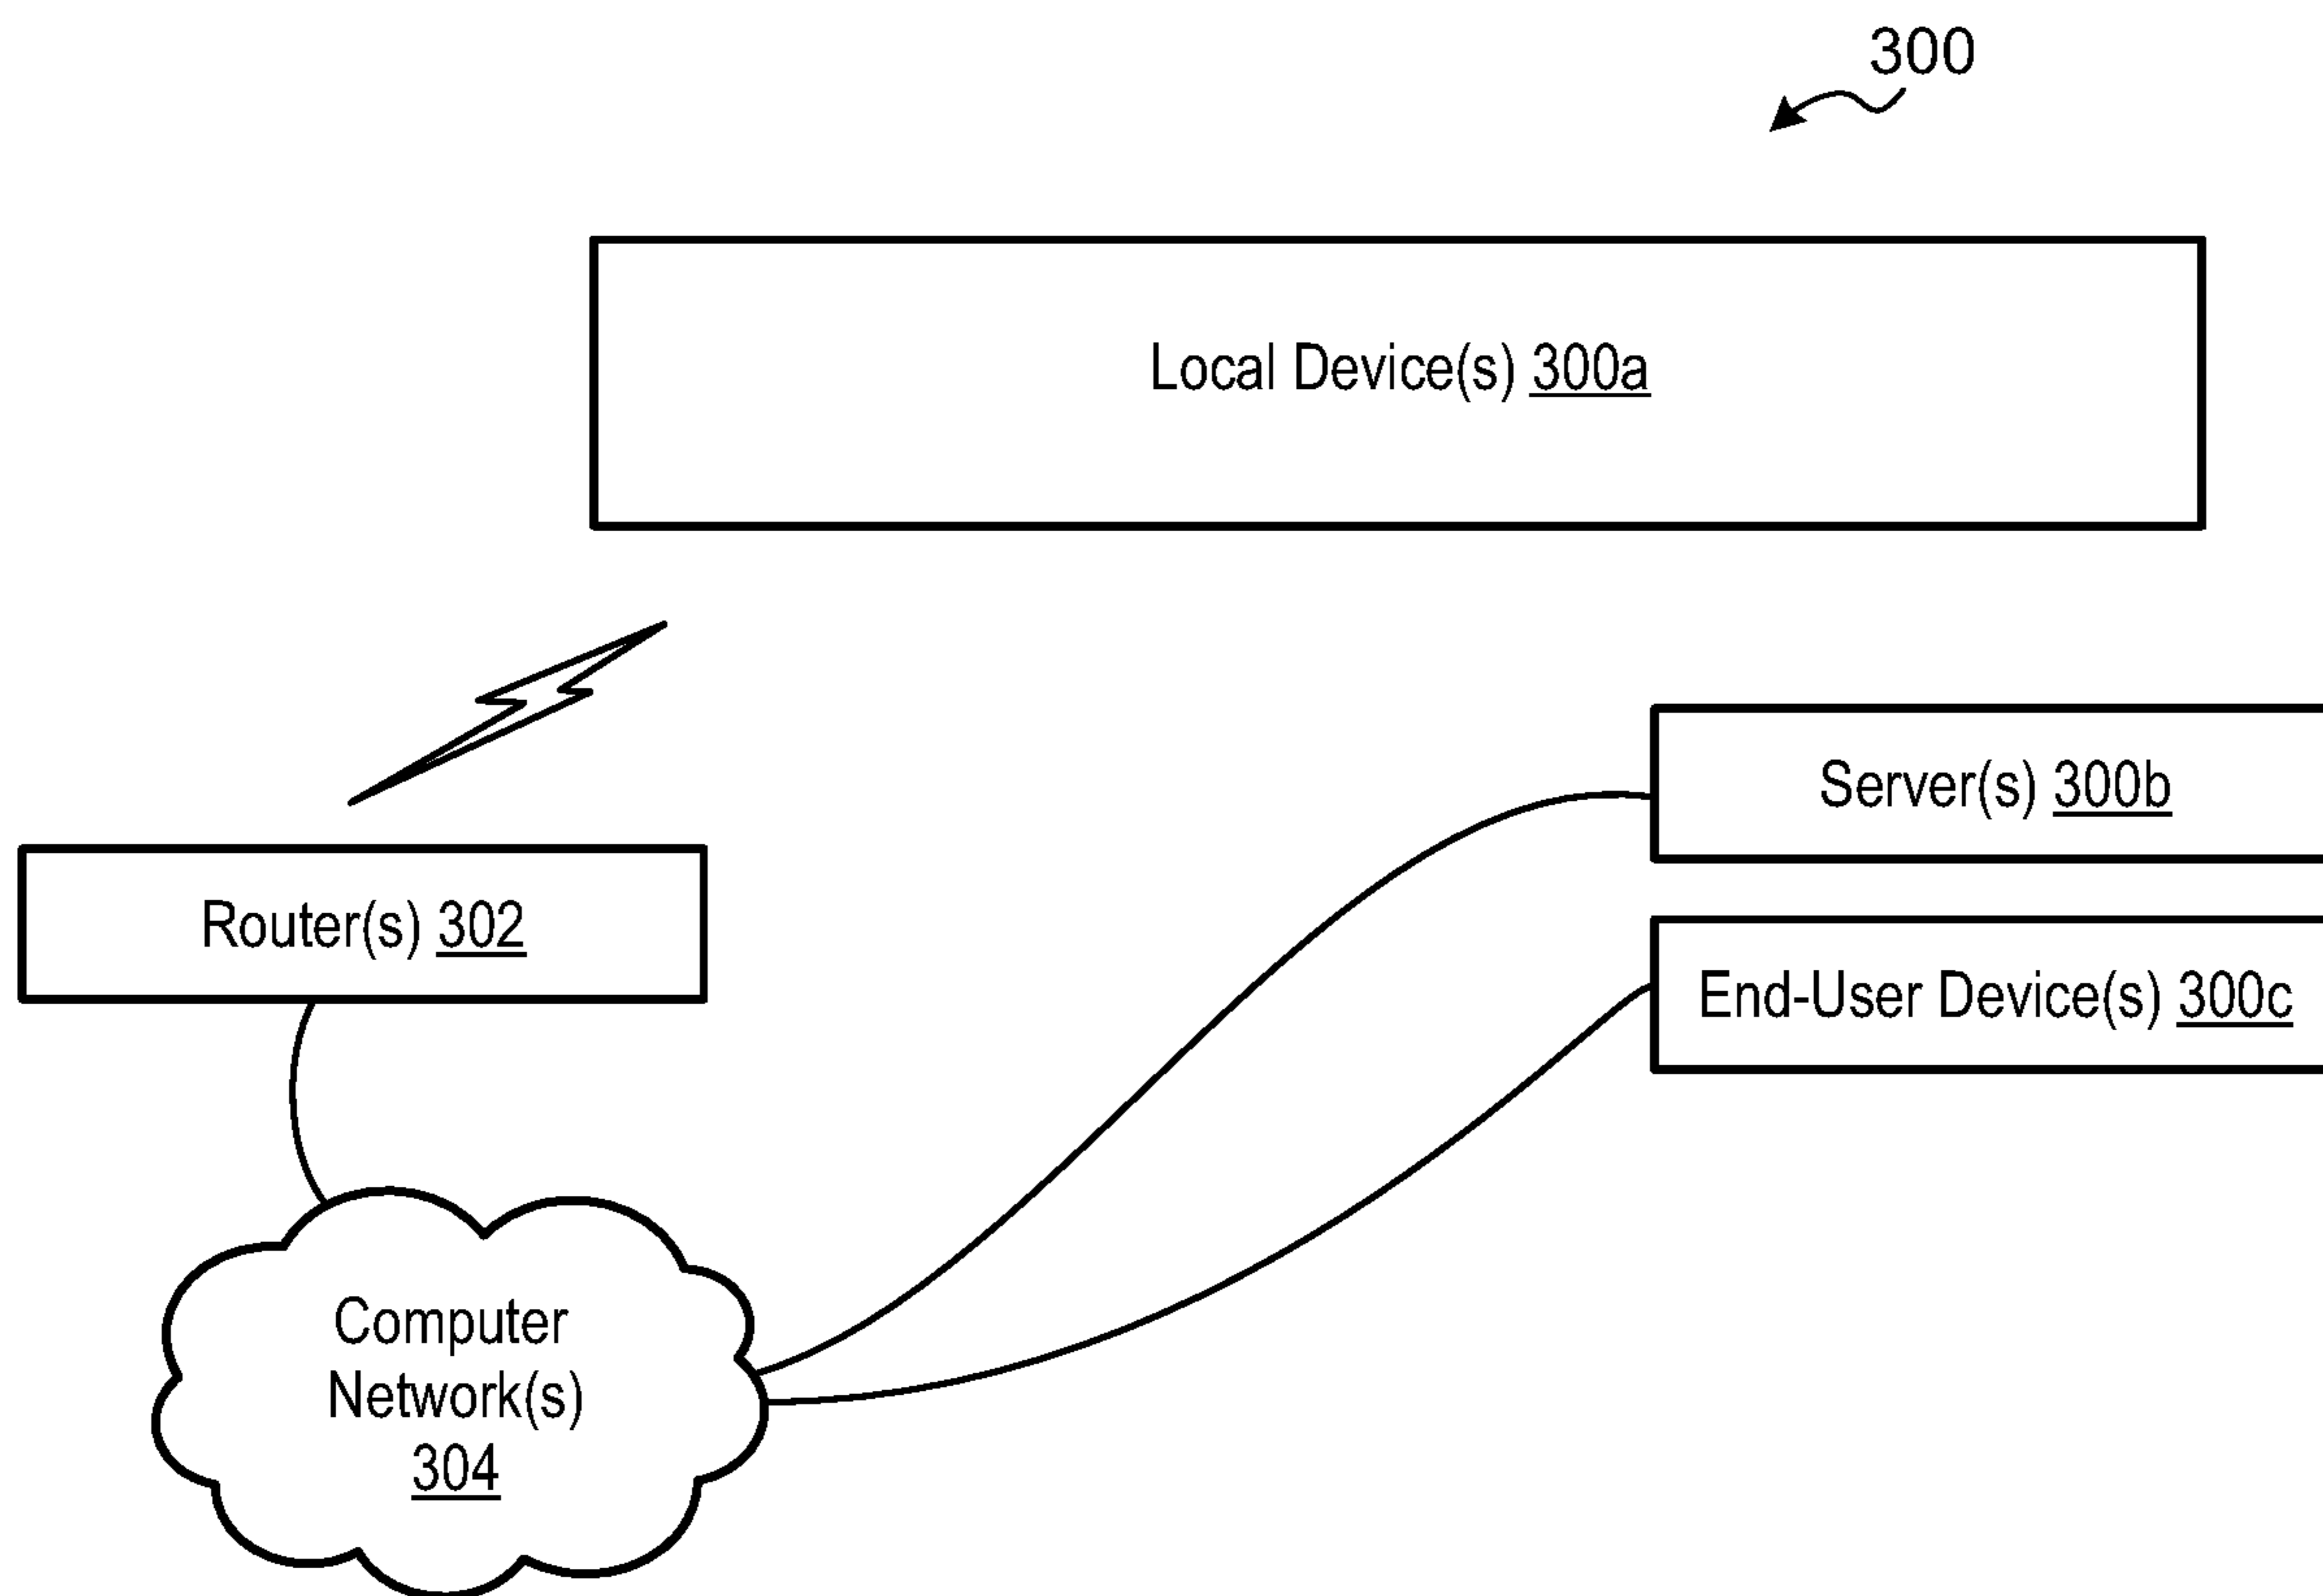 300
Local Device(s) 300a
Server(s) 300b
Router(s) 302
End-User Device(s) 300c
Computer
Network(s)
304